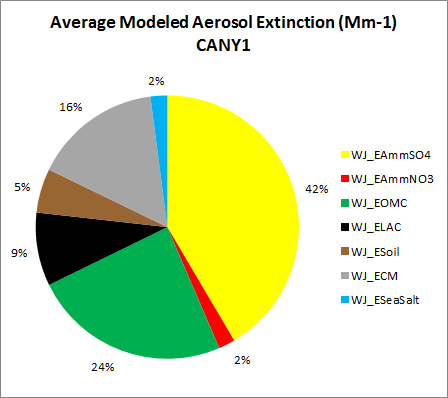 Average Modeled Aerosol Extinction (Mm-1)
CANY1
2%
16%
42%
5%
9%
24%
2%
WJ_EAmmSO4
WJ_EAmmNO3
WJ_EOMC
WJ_ELAC
WJ_ESoil
WJ_ECM
WJ_ESeaSalt